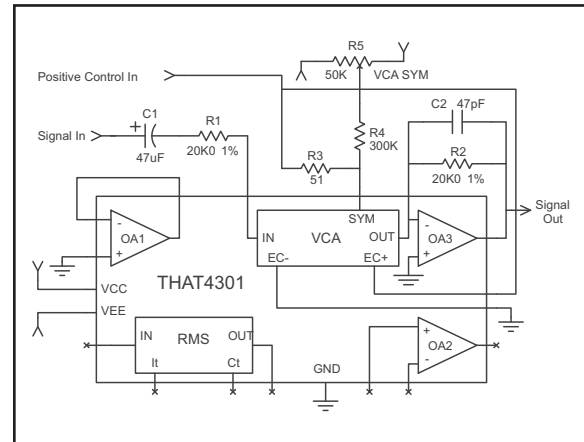 R5
50K VCA SYM
Positive Control In
C2 47pF
C1
+
Signal In
R1
47uF
20K0 1%
R4
300K
R3
51
R2
20K0 1%
Signal
Out
SYM
- OA1 +
IN VCA OUT
EC- EC+
- OA3 +
VCC
THAT4301
VEE
IN RMS OUT
It Ct
GND
+ OA2 -